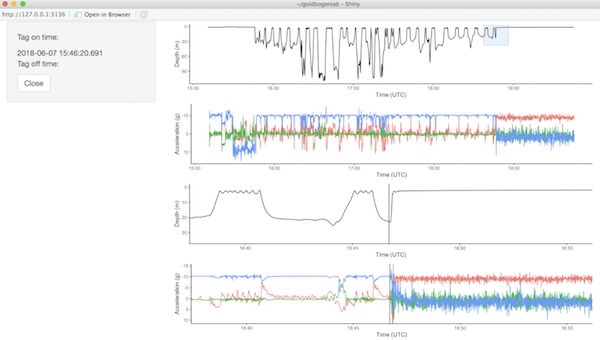 ~/goldbogenlab – Shiny
http://127.0.0.1:3136 Open in Browser
Tag on time:
2018-06-07 15:46:20.691
Tag off time:
Close
Depth (m)
0
30
60
90
15:00 16:00 17:00 18:00 19:00
Time (UTC)
Acceleration (g)
-10
0
10
15:00 16:00 17:00 18:00 19:00
Time (UTC)
Depth (m)
0
10
20
30
18:40 18:45 18:50 18:55
Time (UTC)
Acceleration (g)
-15
-10
-5
0
5
10
18:40 18:45 18:50 18:55
Time (UTC)